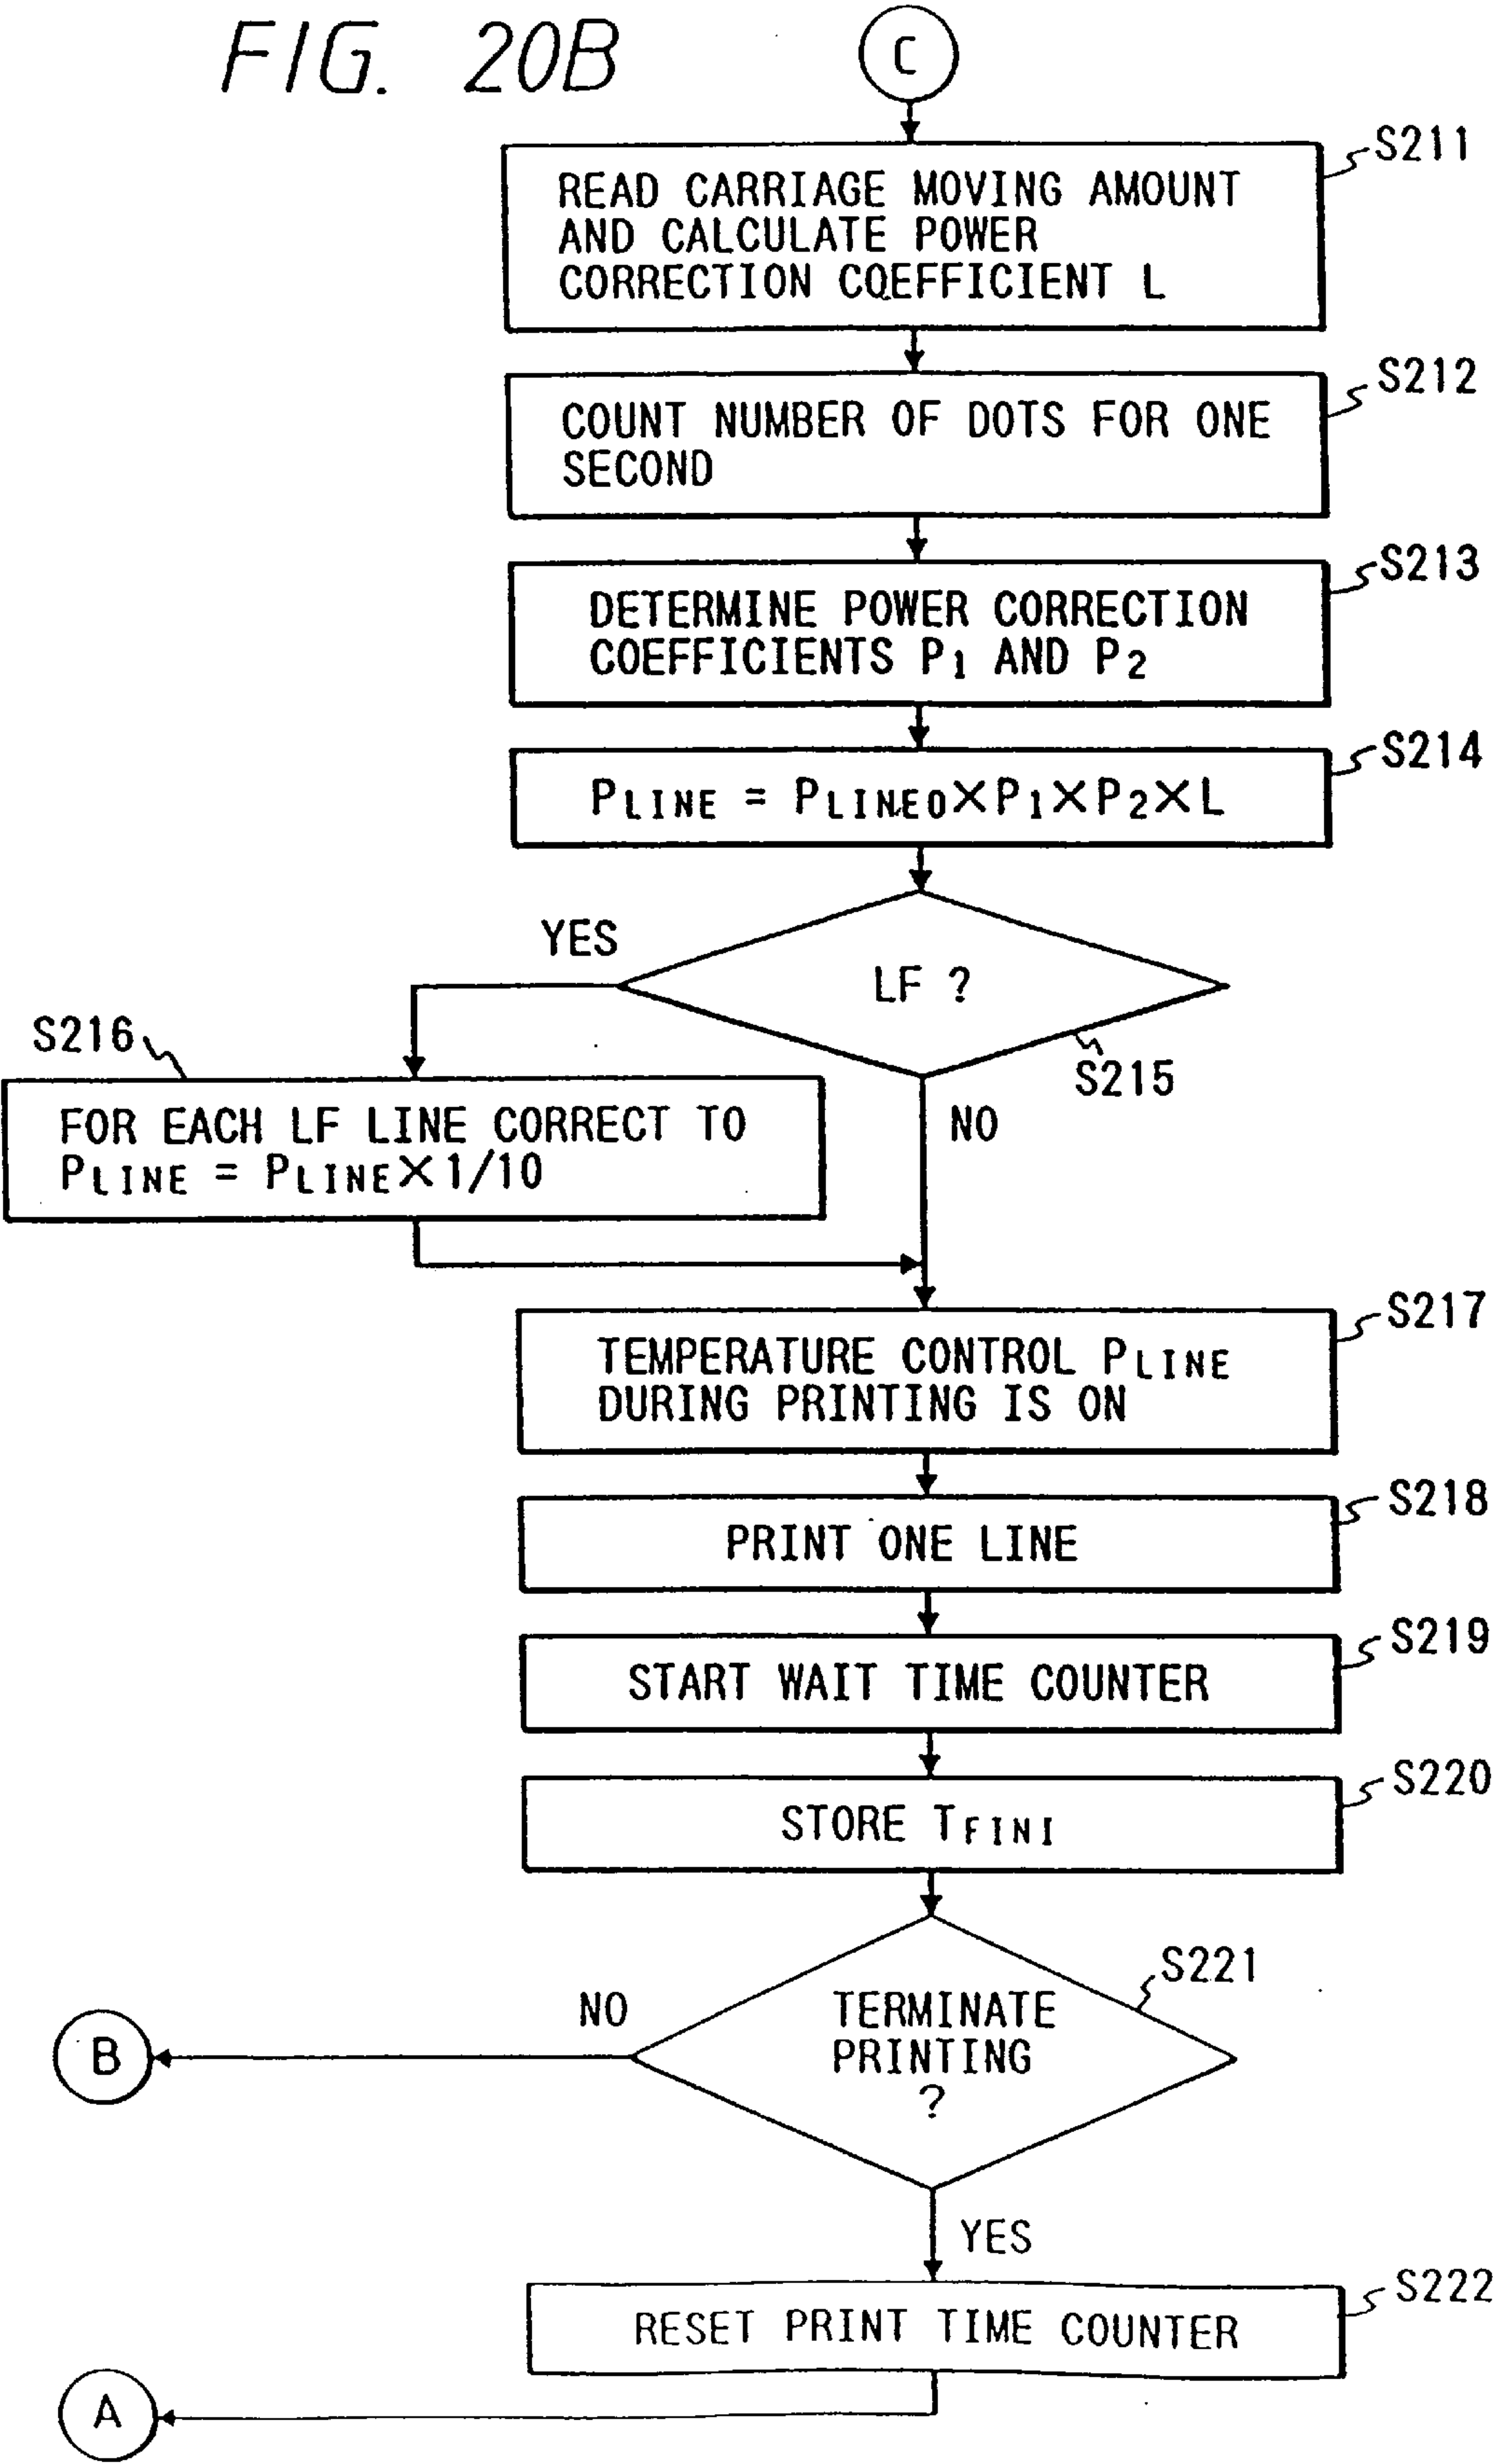 FIG. 20B
C
S211
READ CARRIAGE MOVING AMOUNT
AND CALCULATE POWER
CORRECTION COEFFICIENT L
S212
COUNT NUMBER OF DOTS FOR ONE
SECOND
S213
DETERMINE POWER CORRECTION
COEFFICIENTS P1 AND P2
S214
PLINE = PLINE0×P1×P2×L
YES
LF ?
S215
S216
FOR EACH LF LINE CORRECT TO
PLINE = PLINE×1/10
NO
S217
TEMPERATURE CONTROL PLINE
DURING PRINTING IS ON
S218
PRINT ONE LINE
S219
START WAIT TIME COUNTER
S220
STORE TFINI
S221
NO
TERMINATE
PRINTING
?
B
YES
S222
RESET PRINT TIME COUNTER
A